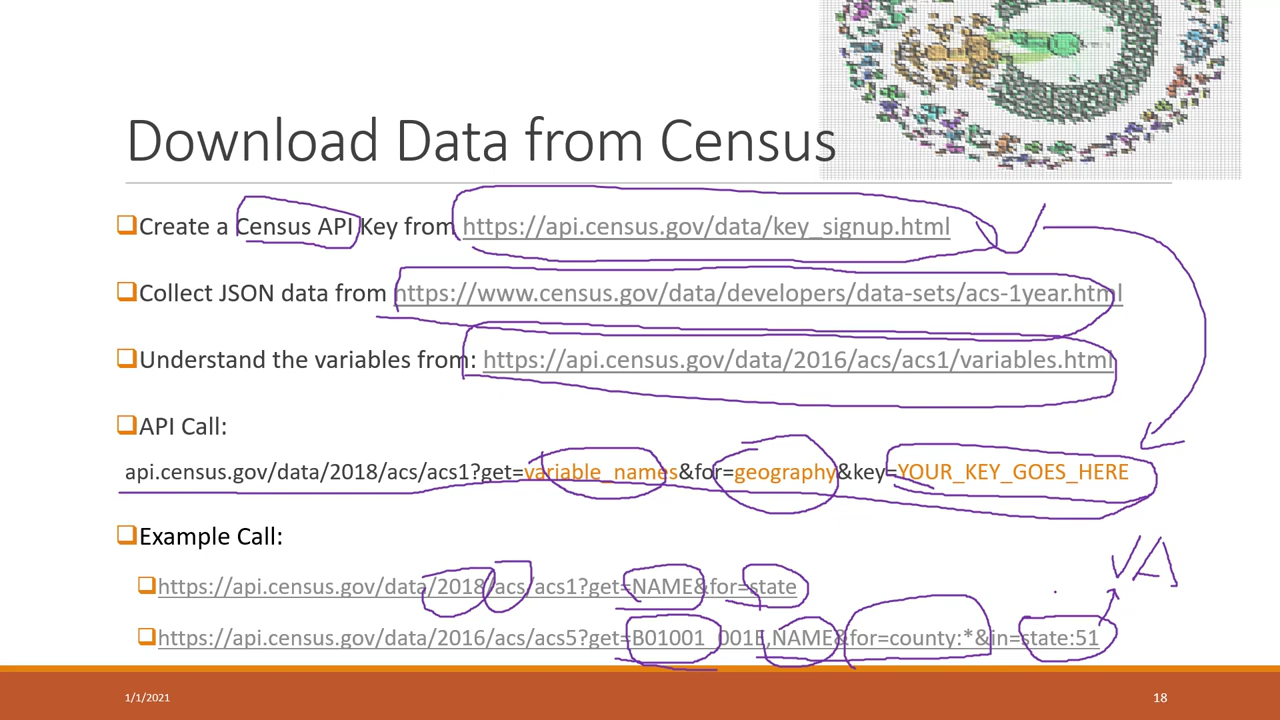 Download Data from Census
Create a Census API Key from https://api.census.gov/data/key_signup.html
Collect JSON data from https://www.census.gov/data/developers/data-sets/acs-1year.html
Understand the variables from: https://api.census.gov/data/2016/acs/acs1/variables.html
API Call:
api.census.gov/data/2018/acs/acs1?get=variable_names&for=geography&key=YOUR_KEY_GOES_HERE
Example Call:
VA
https://api.census.gov/data/2018/acs/acs1?get=NAME&for=state
https://api.census.gov/data/2016/acs/acs5?get=B01001_001E,NAME&for=county:*&in=state:51
1/1/2021
18